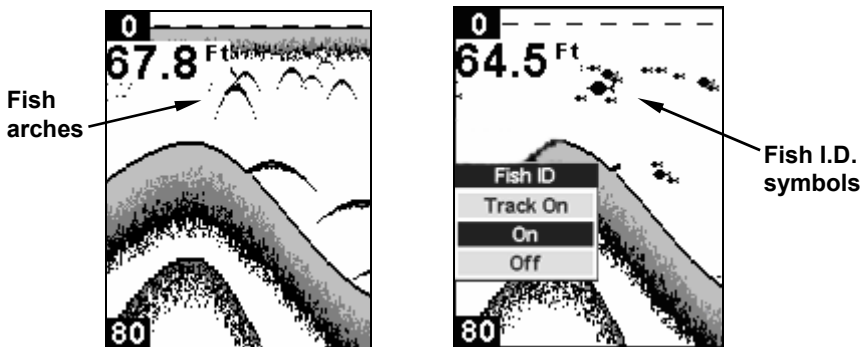 0
67.8 Ft
Fish
arches
80
0
64.5 Ft
Fish I.D.
symbols
Fish ID
Track On
On
Off
80